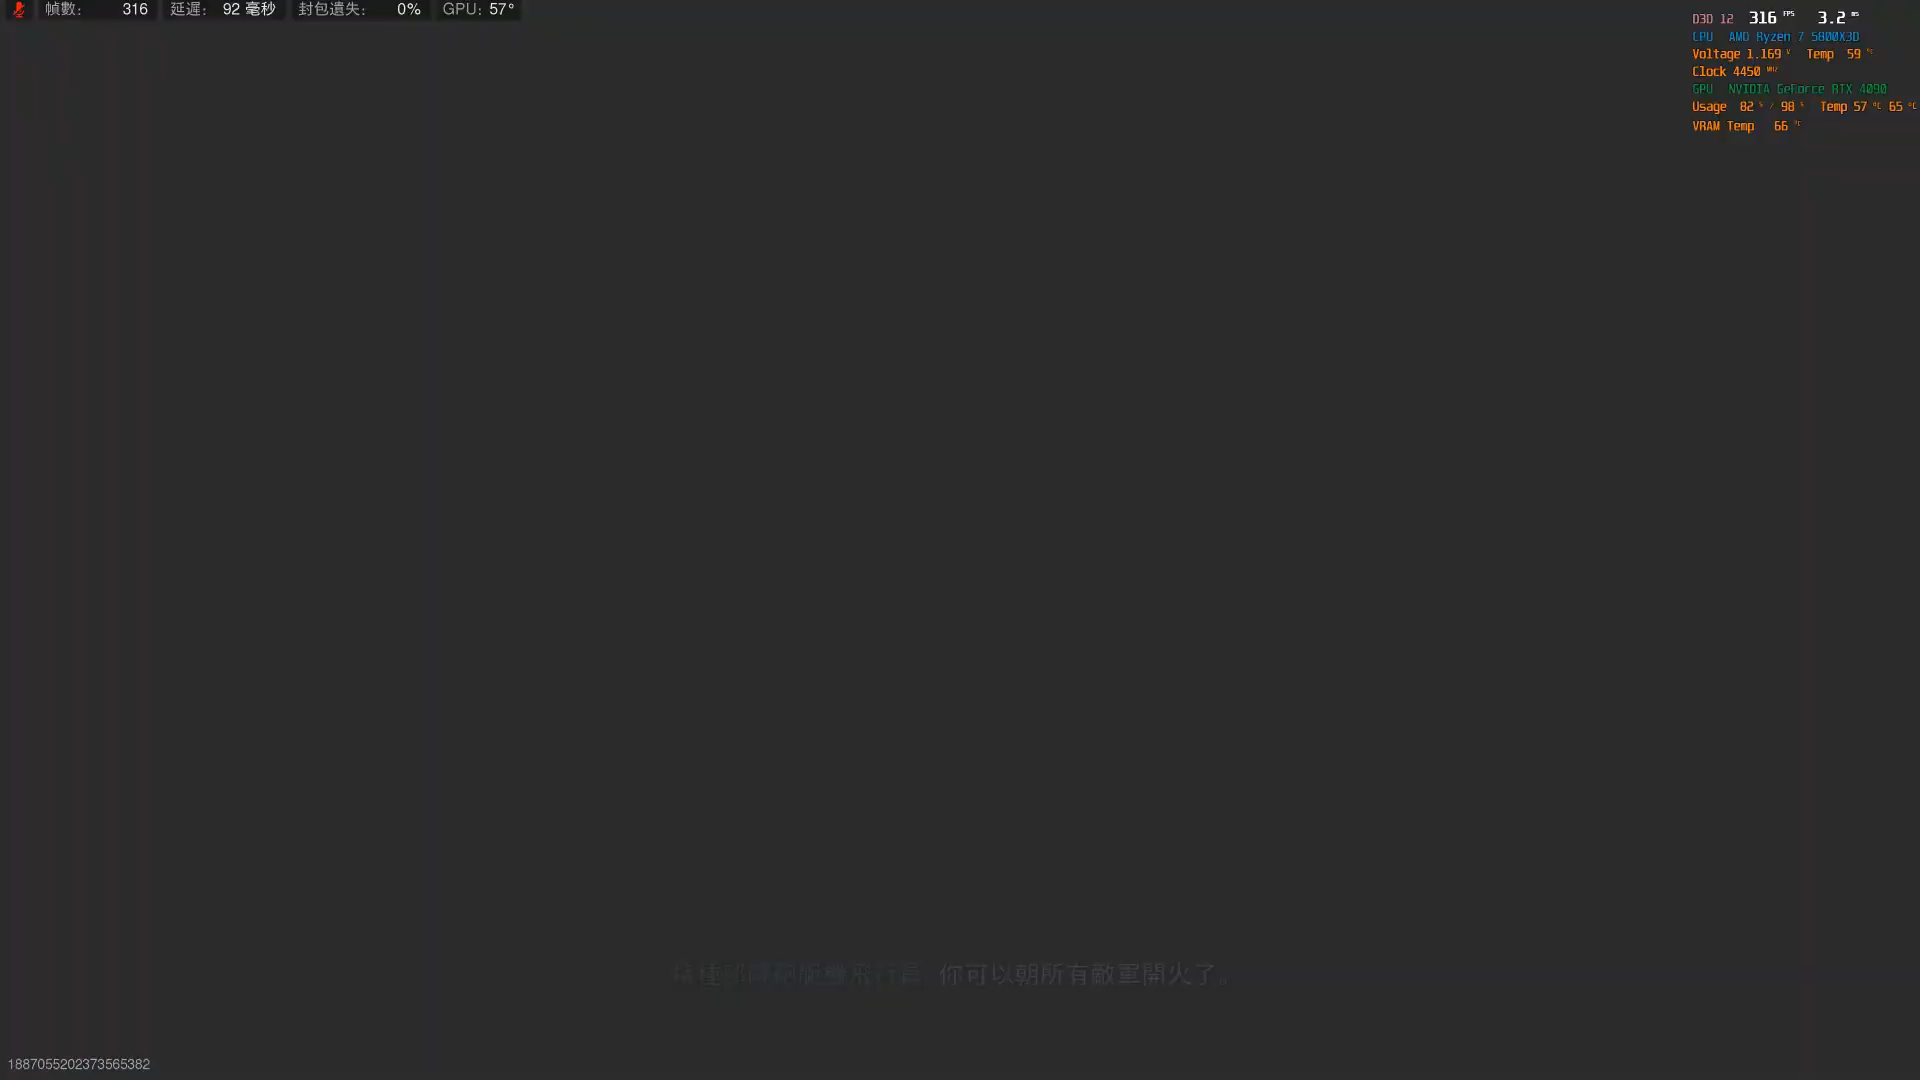 幀數: 316 延遲: 92 毫秒 封包遺失: 0% GPU: 57°
D3D 12 316 FPS 3.2 ms
CPU AMD Ryzen 7 5800X3D
Voltage 1.169 V Temp 59 °C
Clock 4450 MHz
GPU NVIDIA GeForce RTX 4090
Usage 82 % / 98 % Temp 57 °C 65 °C
VRAM Temp 66 °C
你可以朝所有敵軍開火了。
1887055202373565382